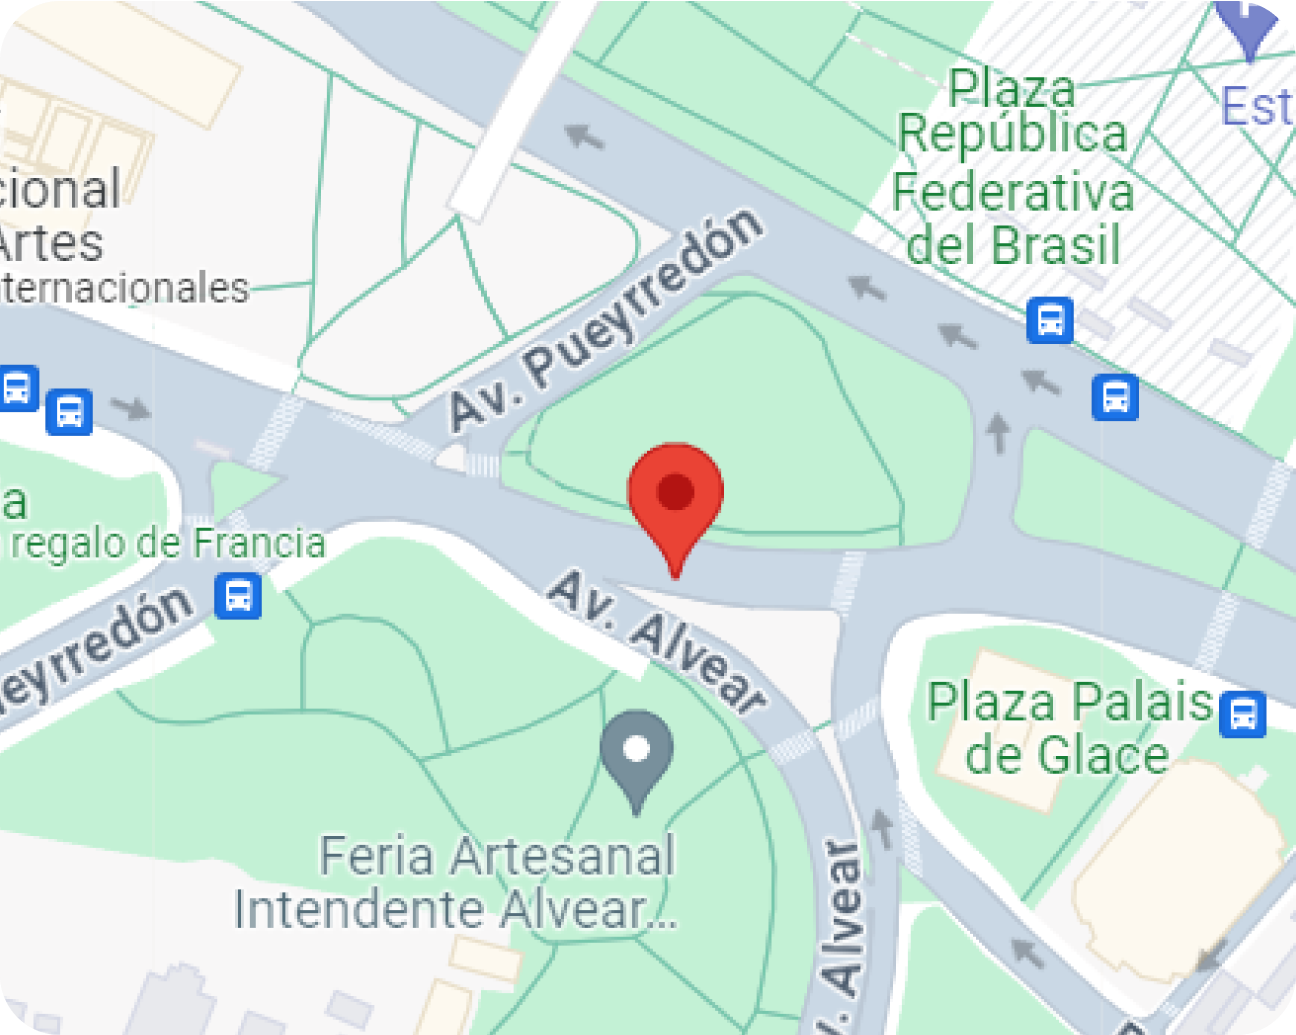 Plaza
República
Federativa
del Brasil
Est
cional
Artes
ternacionales
Av. Pueyrredón
a
regalo de Francia
eyrredón
Av. Alvear
Plaza Palais
de Glace
Feria Artesanal
Intendente Alvear...
v. Alvear